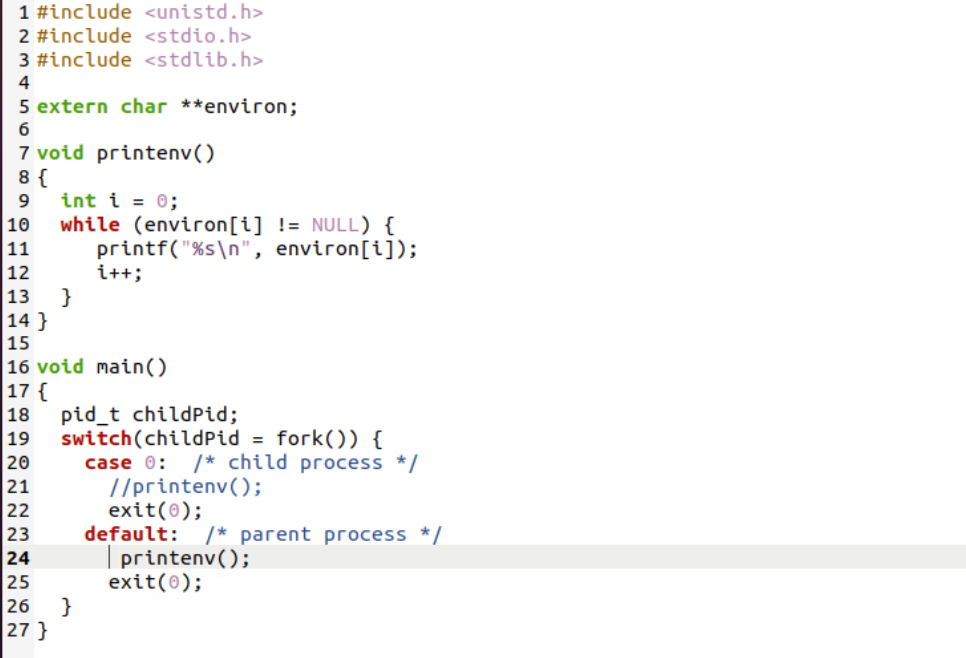 1 #include <unistd.h>
2 #include <stdio.h>
3 #include <stdlib.h>
4
5 extern char **environ;
6
7 void printenv()
8 {
9   int i = 0;
10   while (environ[i] != NULL) {
11      printf("%s\n", environ[i]);
12      i++;
13   }
14 }
15
16 void main()
17 {
18   pid_t childPid;
19   switch(childPid = fork()) {
20     case 0:  /* child process */
21       //printenv();
22       exit(0);
23     default:  /* parent process */
24        printenv();
25       exit(0);
26   }
27 }